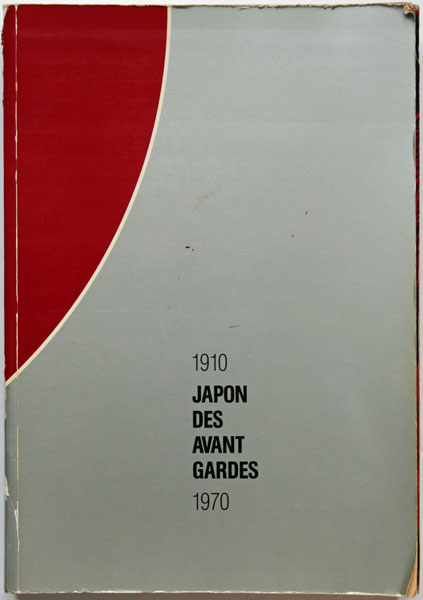 1910
JAPON
DES
AVANT
GARDES
1970